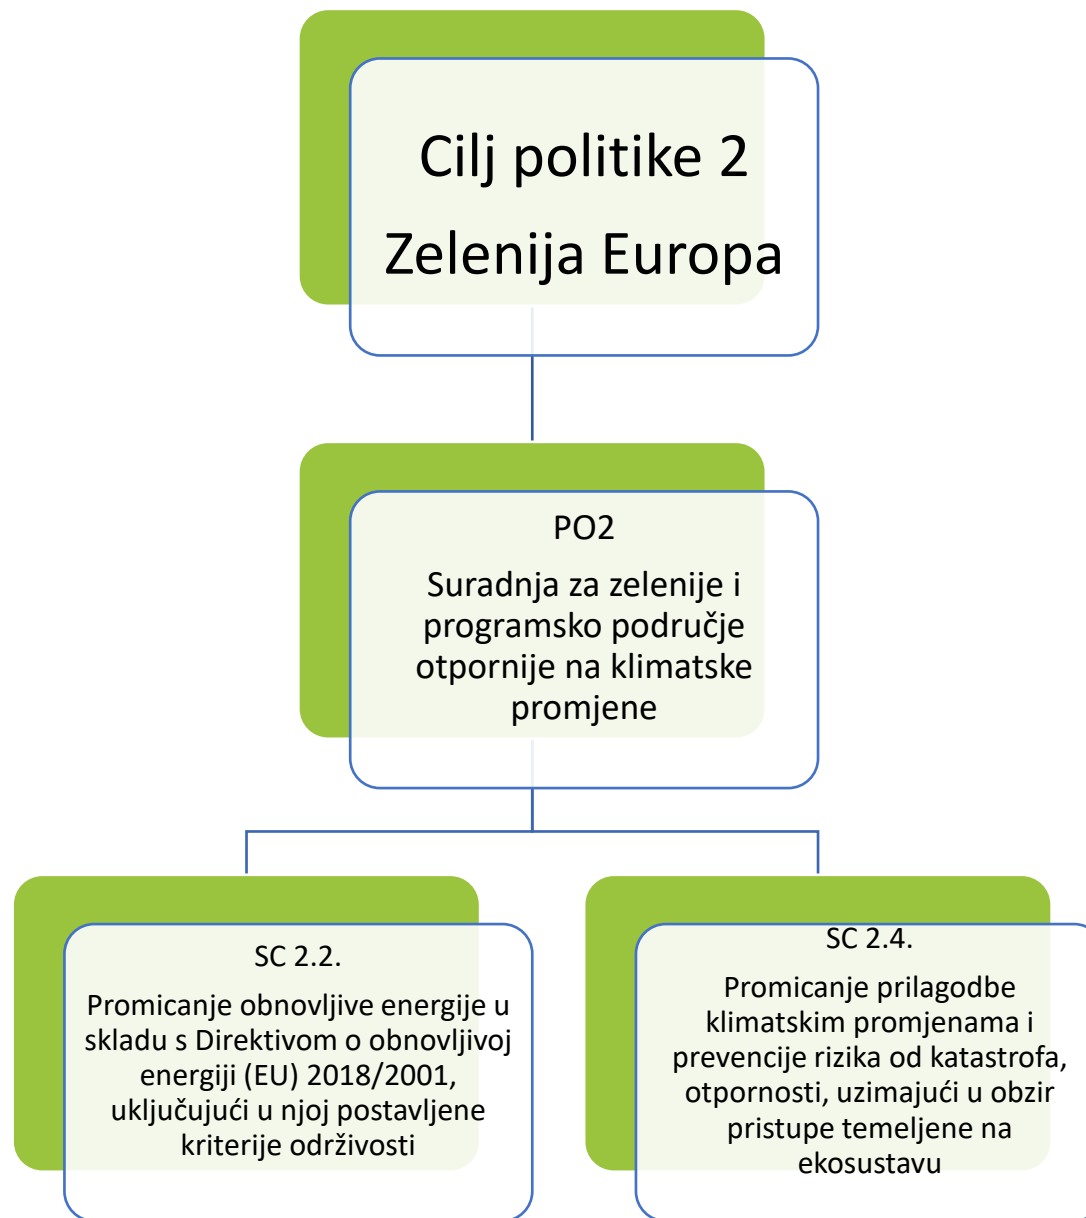 Cilj politike 2
Zelenija Europa
PO2
Suradnja za zelenije i
programsko područje
otpornije na klimatske
promjene
SC 2.2.
Promicanje obnovljive energije u
skladu s Direktivom o obnovljivoj
energiji (EU) 2018/2001,
uključujući u njoj postavljene
kriterije održivosti
SC 2.4.
Promicanje prilagodbe
klimatskim promjenama i
prevencije rizika od katastrofa,
otpornosti, uzimajući u obzir
pristupe temeljene na
ekosustavu